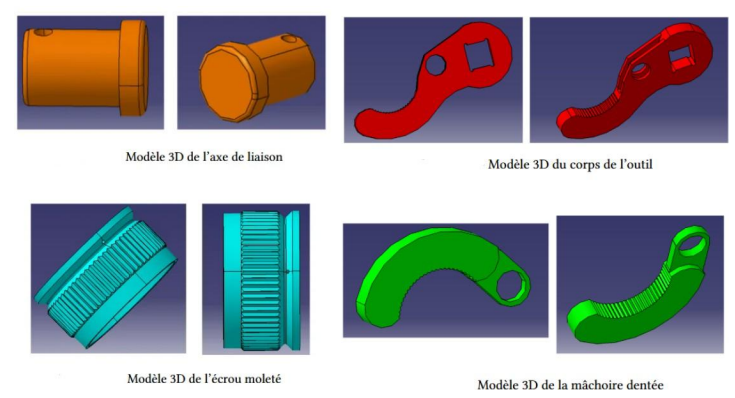 Modèle 3D de l'axe de liaison
Modèle 3D du corps de l'outil
Modèle 3D de l'écrou moleté
Modèle 3D de la mâchoire dentée